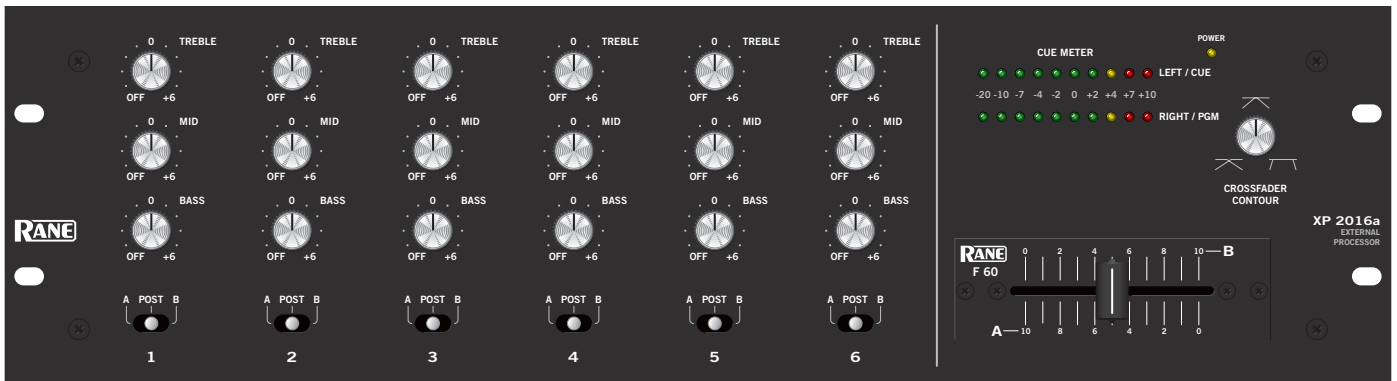 0 TREBLE 0 TREBLE 0 TREBLE 0 TREBLE 0 TREBLE 0 TREBLE
OFF +6 OFF +6 OFF +6 OFF +6 OFF +6 OFF +6
0 MID 0 MID 0 MID 0 MID 0 MID 0 MID
OFF +6 OFF +6 OFF +6 OFF +6 OFF +6 OFF +6
0 BASS 0 BASS 0 BASS 0 BASS 0 BASS 0 BASS
OFF +6 OFF +6 OFF +6 OFF +6 OFF +6 OFF +6
RANE
A POST B A POST B A POST B A POST B A POST B A POST B
1 2 3 4 5 6
POWER
CUE METER
LEFT / CUE
-20 -10 -7 -4 -2 0 +2 +4 +7 +10
RIGHT / PGM
CROSSFADER
CONTOUR
XP 2016a
EXTERNAL
PROCESSOR
RANE
F 60
0 2 4 6 8 10 B
A 10 8 6 4 2 0